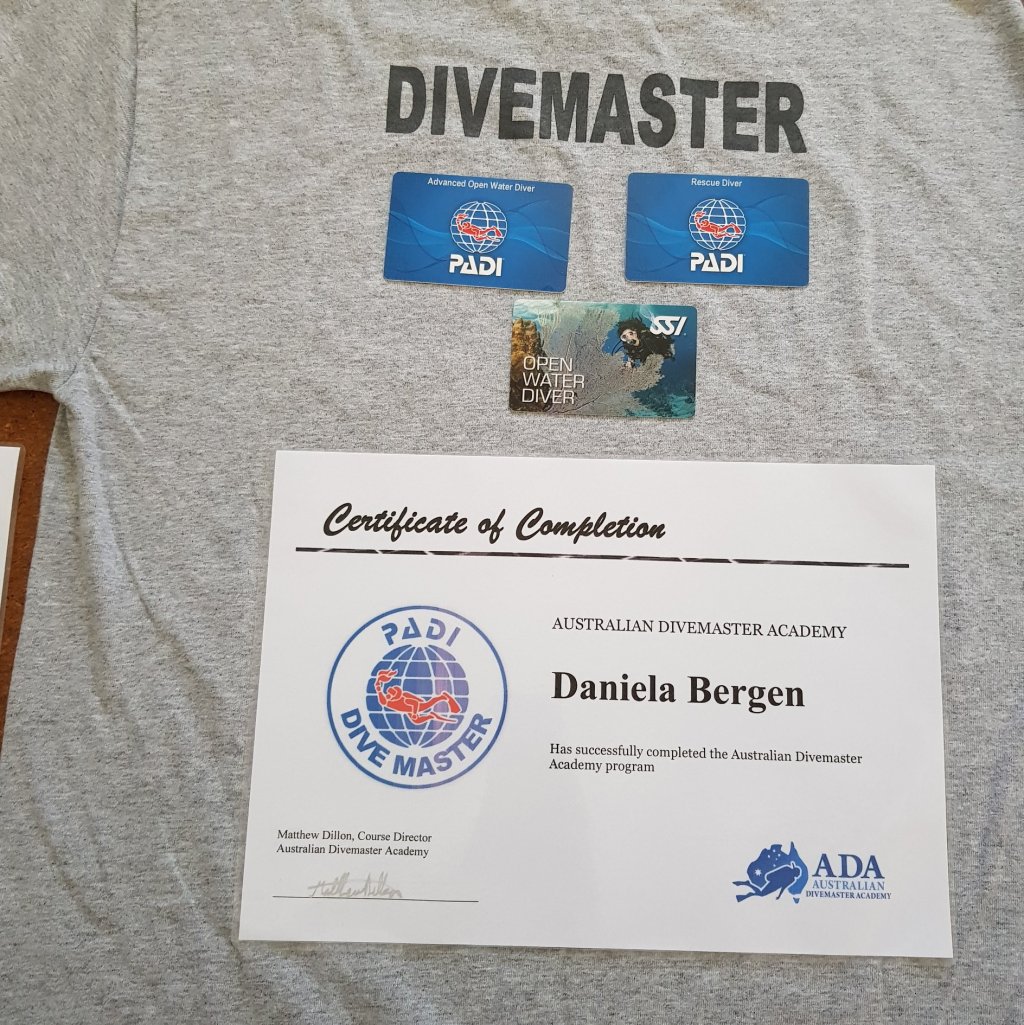 DIVEMASTER
Advanced Open Water Diver
PADI
Rescue Diver
PADI
SSI
OPEN
WATER
DIVER
Certificate of Completion
PADI
DIVE MASTER
AUSTRALIAN DIVEMASTER ACADEMY
Daniela Bergen
Has successfully completed the Australian Divemaster
Academy program
Matthew Dillon, Course Director
Australian Divemaster Academy
Matthew Dillon
ADA
AUSTRALIAN
DIVEMASTER ACADEMY